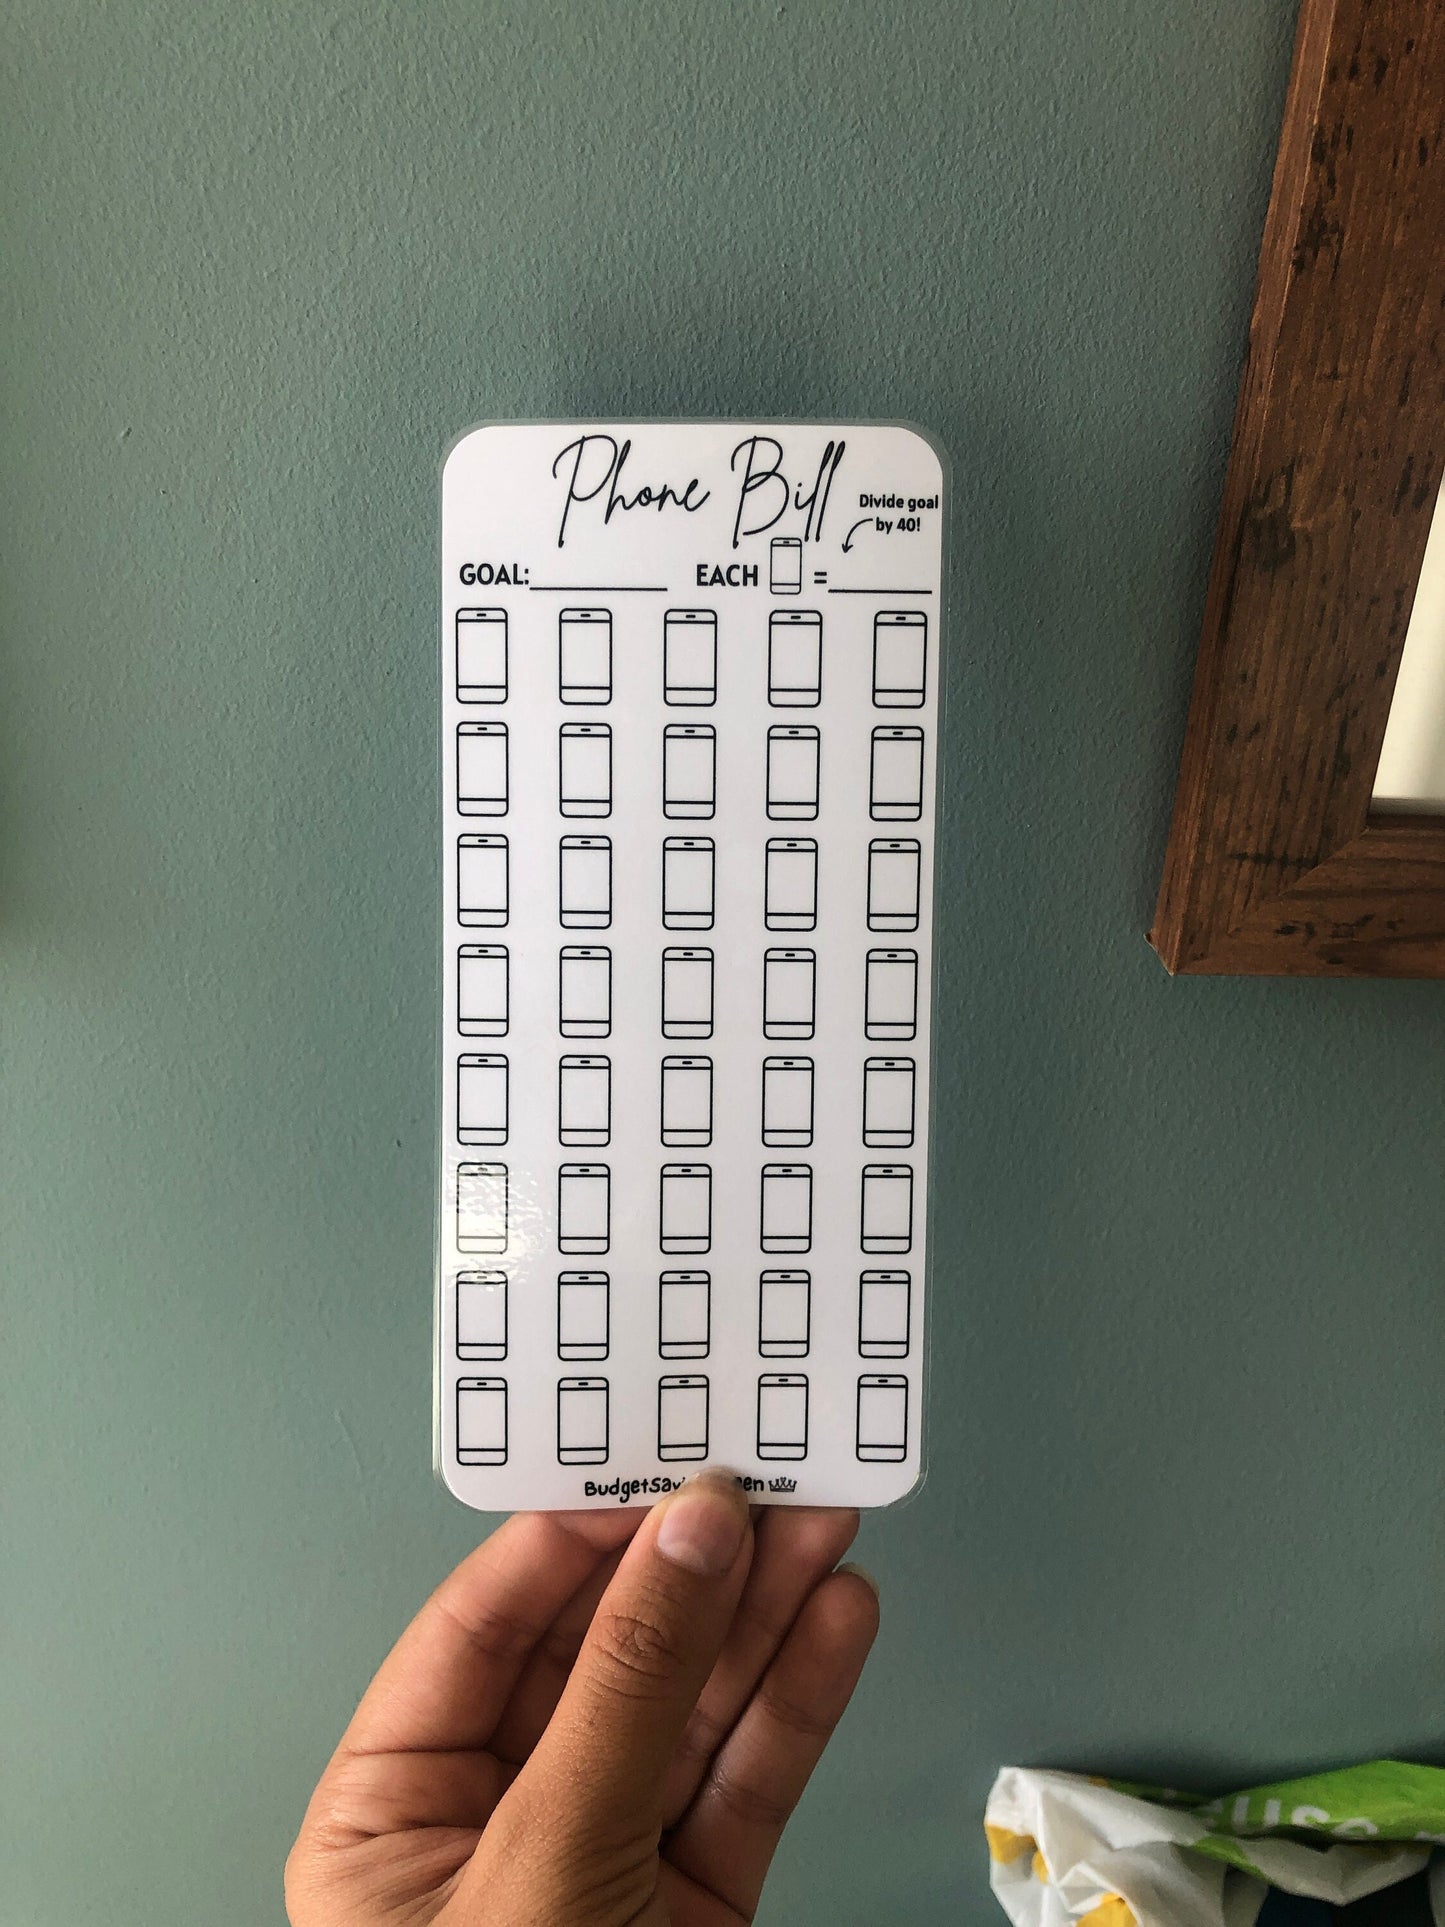 Phone Bill
Divide goal
by 40!
GOAL:
EACH =